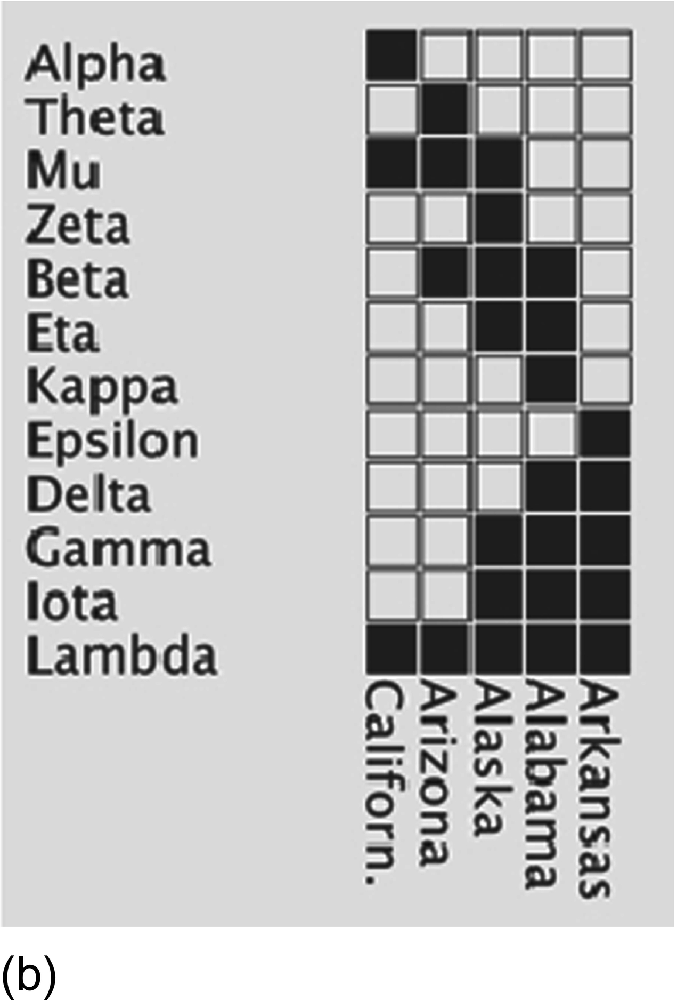 Alpha
Theta
Mu
Zeta
Beta
Eta
Kappa
Epsilon
Delta
Gamma
Iota
Lambda
Californ.
Arizona
Alaska
Alabama
Arkansas
(b)